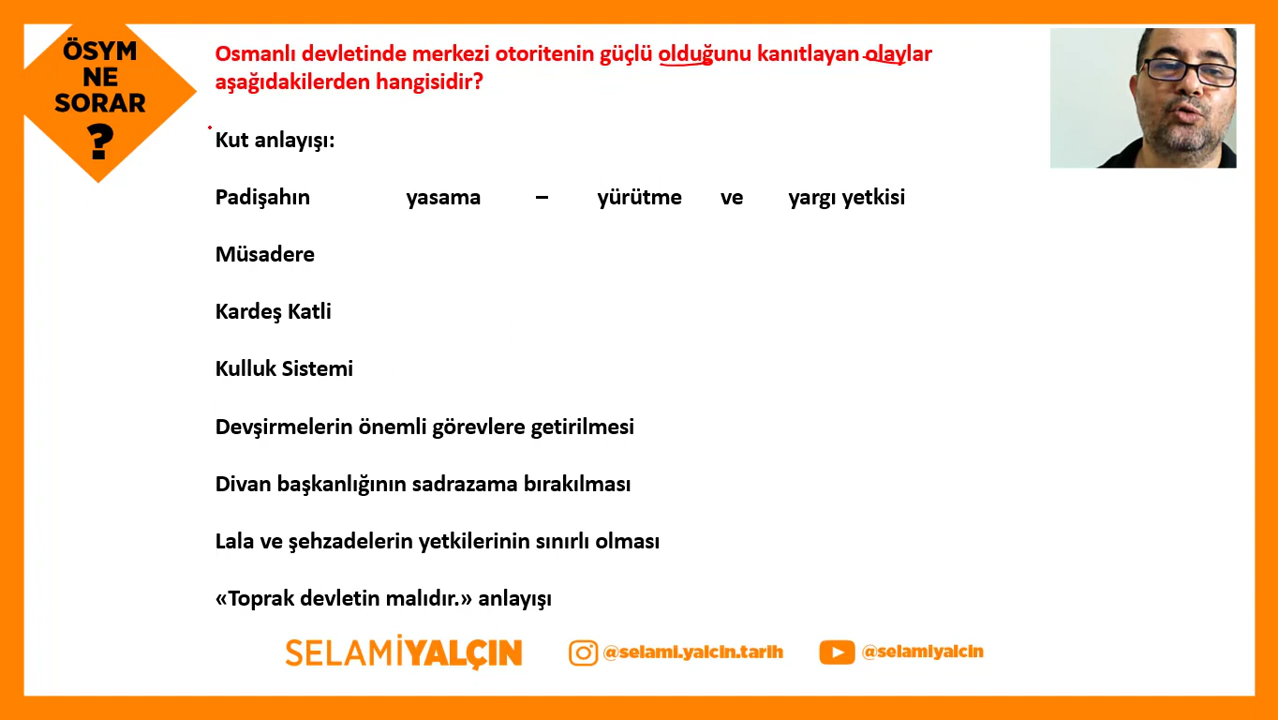 ÖSYM
NE
SORAR
?
Osmanlı devletinde merkezi otoritenin güçlü olduğunu kanıtlayan olaylar
aşağıdakilerden hangisidir?
Kut anlayışı:
Padişahın yasama – yürütme ve yargı yetkisi
Müsadere
Kardeş Katli
Kulluk Sistemi
Devşirmelerin önemli görevlere getirilmesi
Divan başkanlığının sadrazama bırakılması
Lala ve şehzadelerin yetkilerinin sınırlı olması
«Toprak devletin malıdır.» anlayışı
SELAMİYALÇIN @selami.yalcin.tarih @selamiyalcin